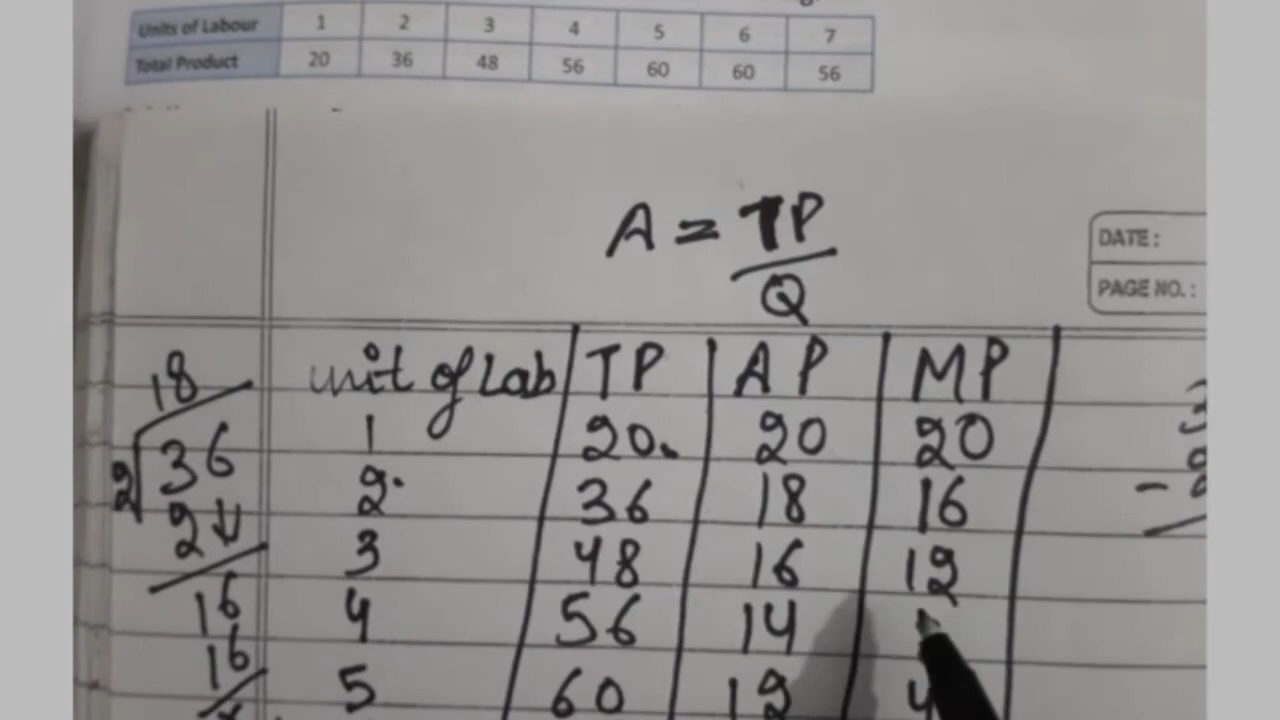 Units of Labour 1 2 3 4 5 6 7
Total Product 20 36 48 56 60 60 56
A = TP
Q
DATE:
PAGE NO.:
18
unit of Lab TP AP MP
2 36
1 20. 20 20
2. 36 18 16
2↓
3 48 16 12
16
4 56 14
16
5 60 12 4